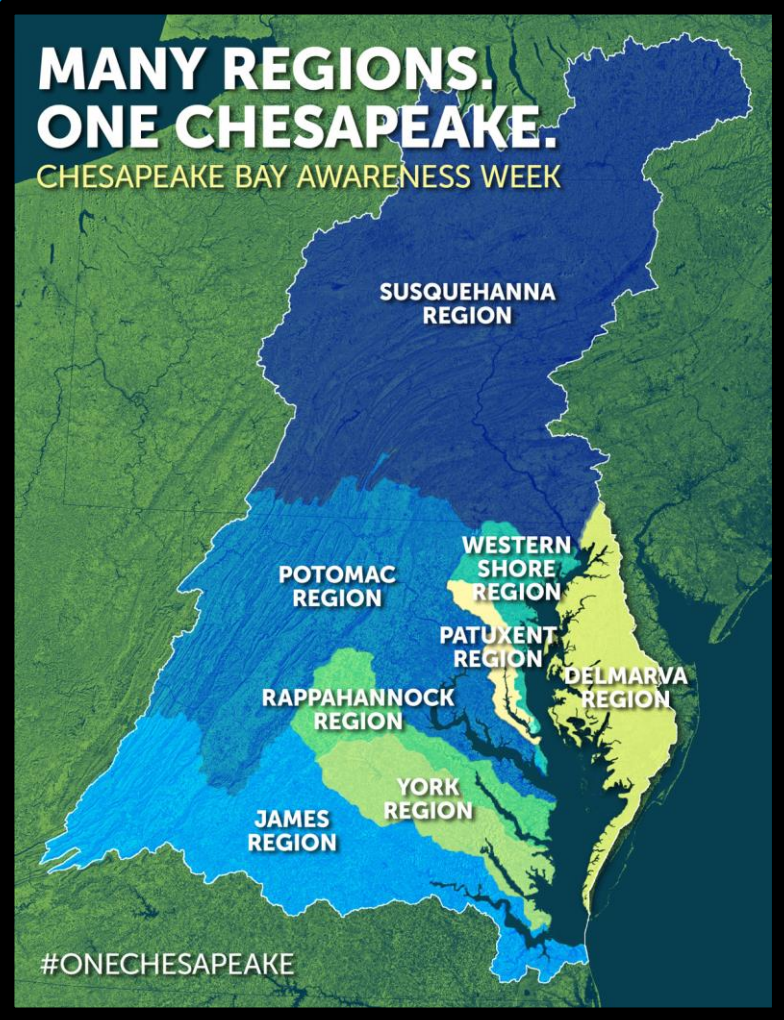 MANY REGIONS.
ONE CHESAPEAKE.
CHESAPEAKE BAY AWARENESS WEEK
SUSQUEHANNA
REGION
WESTERN
SHORE
REGION
POTOMAC
REGION
PATUXENT
REGION
DELMARVA
REGION
RAPPAHANNOCK
REGION
YORK
REGION
JAMES
REGION
#ONECHESAPEAKE